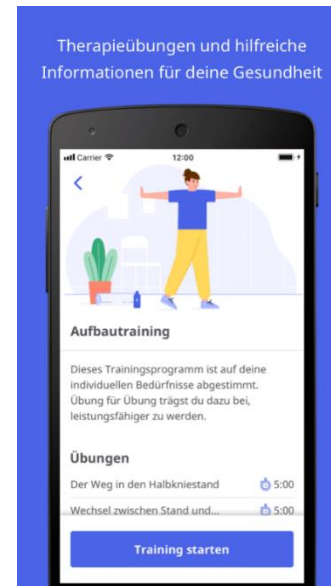 Therapieübungen und hilfreiche
Informationen für deine Gesundheit
Carrier 12:00
Aufbautraining
Dieses Trainingsprogramm ist auf deine
individuellen Bedürfnisse abgestimmt.
Übung für Übung trägst du dazu bei,
leistungsfähiger zu werden.
Übungen
Der Weg in den Halbkniestand 5:00
Wechsel zwischen Stand und... 5:00
Training starten